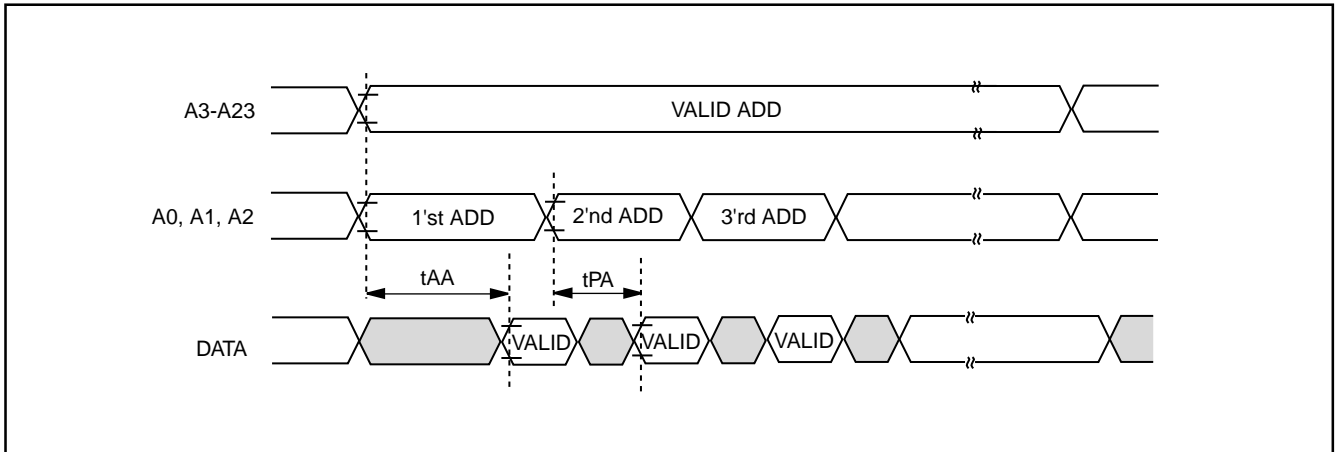 A3-A23
VALID ADD
A0, A1, A2
1'st ADD
2'nd ADD
3'rd ADD
tAA
tPA
DATA
VALID
VALID
VALID